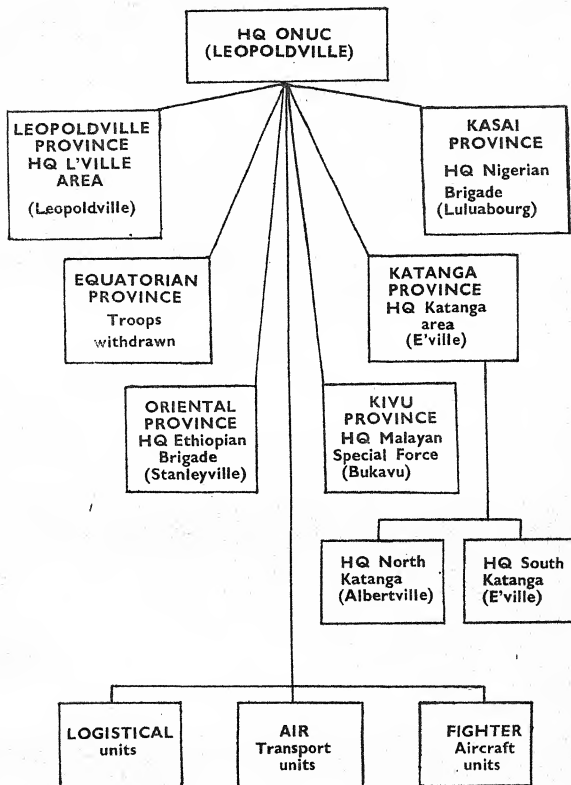 HQ ONUC
(LEOPOLDVILLE)
LEOPOLDVILLE
PROVINCE
HQ L'VILLE
AREA
(Leopoldville)
KASAI
PROVINCE
HQ Nigerian
Brigade
(Luluabourg)
EQUATORIAN
PROVINCE
Troops
withdrawn
KATANGA
PROVINCE
HQ Katanga
area
(E'ville)
ORIENTAL
PROVINCE
HQ Ethiopian
Brigade
(Stanleyville)
KIVU
PROVINCE
HQ Malayan
Special Force
(Bukavu)
HQ North
Katanga
(Albertville)
HQ South
Katanga
(E'ville)
LOGISTICAL
units
AIR
Transport
units
FIGHTER
Aircraft
units